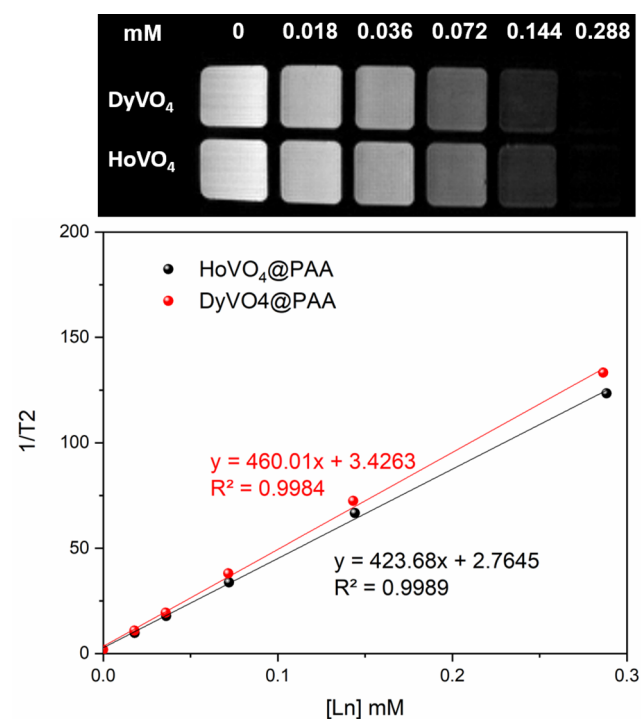 mM 0 0.018 0.036 0.072 0.144 0.288
DyVO₄
HoVO₄
200
HoVO₄@PAA
DyVO4@PAA
150
1/T2
100
y = 460.01x + 3.4263
R² = 0.9984
50
y = 423.68x + 2.7645
R² = 0.9989
0
0.0 0.1 0.2 0.3
[Ln] mM